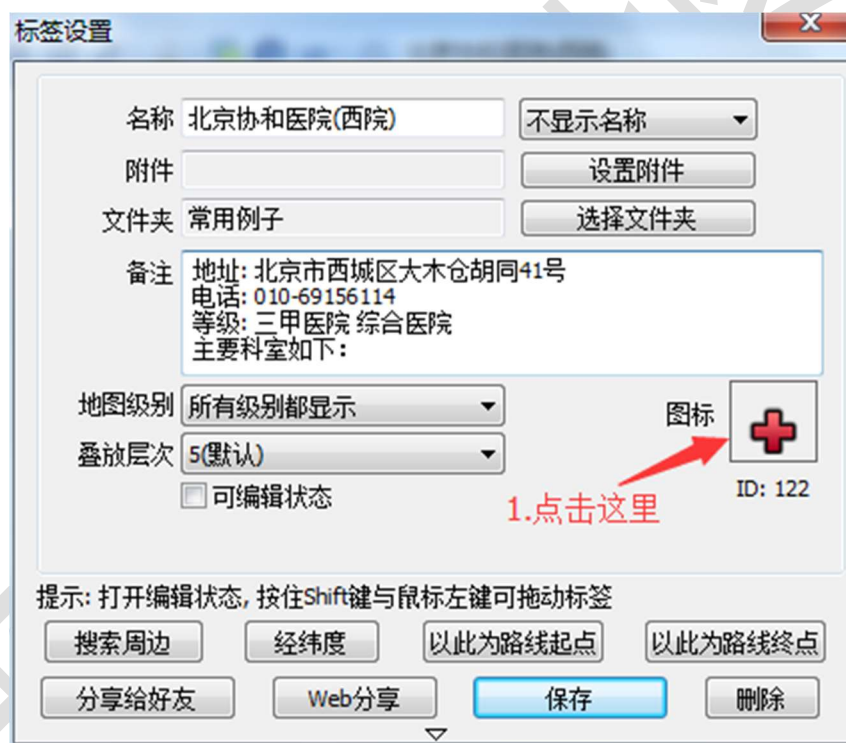 标签设置
名称 北京协和医院(西院) 不显示名称
附件 设置附件
文件夹 常用例子 选择文件夹
备注 地址: 北京市西城区大木仓胡同41号
电话: 010-69156114
等级: 三甲医院 综合医院
主要科室如下：
地图级别 所有级别都显示 图标
叠放层次 5(默认)
ID: 122
可编辑状态
1.点击这里
提示: 打开编辑状态, 按住Shift键与鼠标左键可拖动标签
搜索周边 经纬度 以此为路线起点 以此为路线终点
分享给好友 Web分享 保存 删除